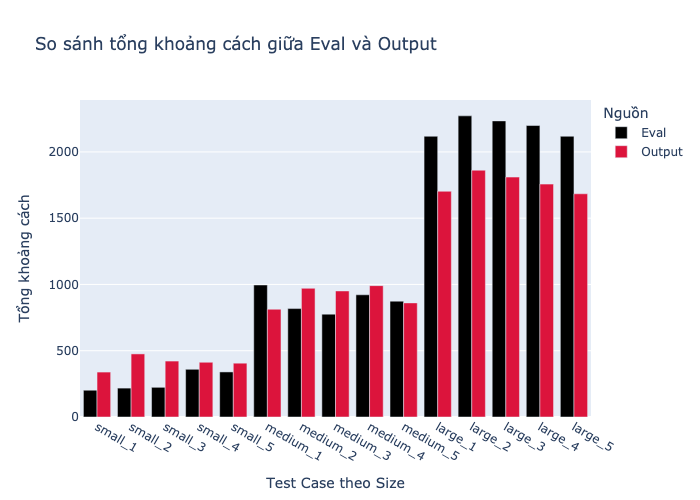 So sánh tổng khoảng cách giữa Eval và Output
Nguồn
Eval
Output
Tổng khoảng cách
2000
1500
1000
500
0
small_1
small_2
small_3
small_4
small_5
medium_1
medium_2
medium_3
medium_4
medium_5
large_1
large_2
large_3
large_4
large_5
Test Case theo Size